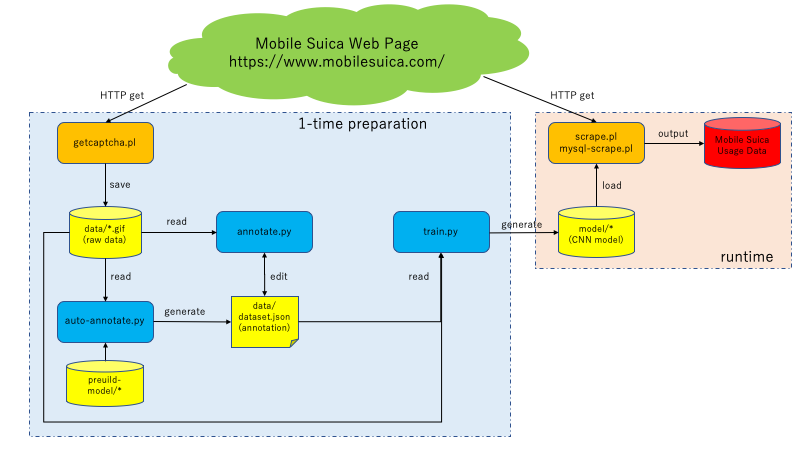 Mobile Suica Web Page
https://www.mobilesuica.com/
HTTP get
HTTP get
1-time preparation
getcaptcha.pl
scrape.pl
mysql-scrape.pl
output
Mobile Suica
Usage Data
save
load
data/*.gif
(raw data)
read
annotate.py
train.py
generate
model/*
(CNN model)
runtime
read
edit
read
auto-annotate.py
generate
data/
dataset.json
(annotation)
preuild-
model/*